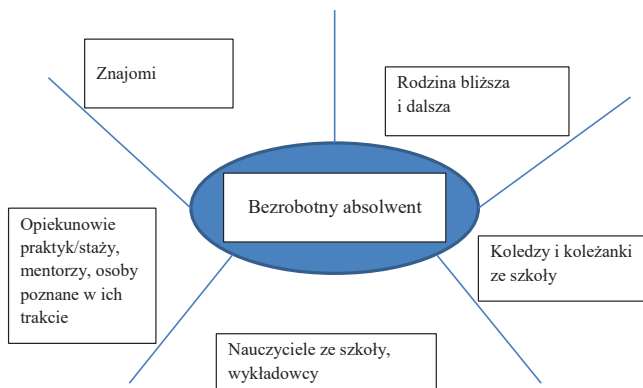 Znajomi
Rodzina bliższa
i dalsza
Bezrobotny absolwent
Opiekunowie
praktyk/staży,
mentorzy, osoby
poznane w ich
trakcie
Koledzy i koleżanki
ze szkoły
Nauczyciele ze szkoły,
wykładowcy